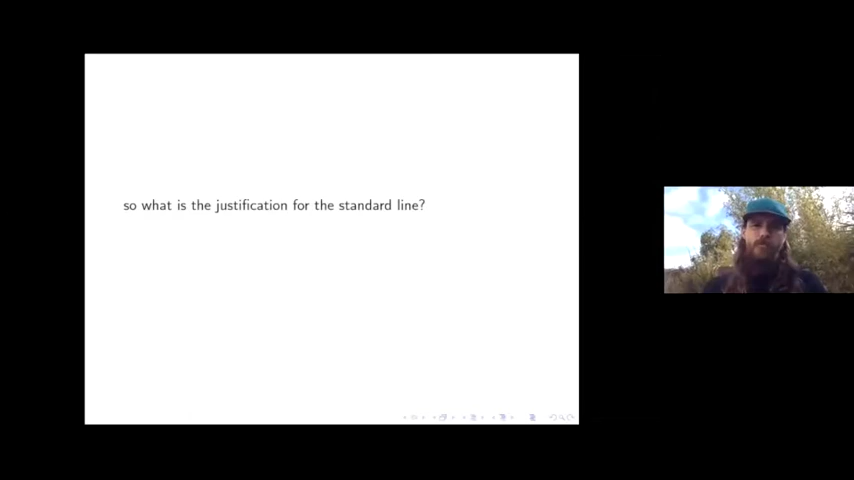 so what is the justification for the standard line?